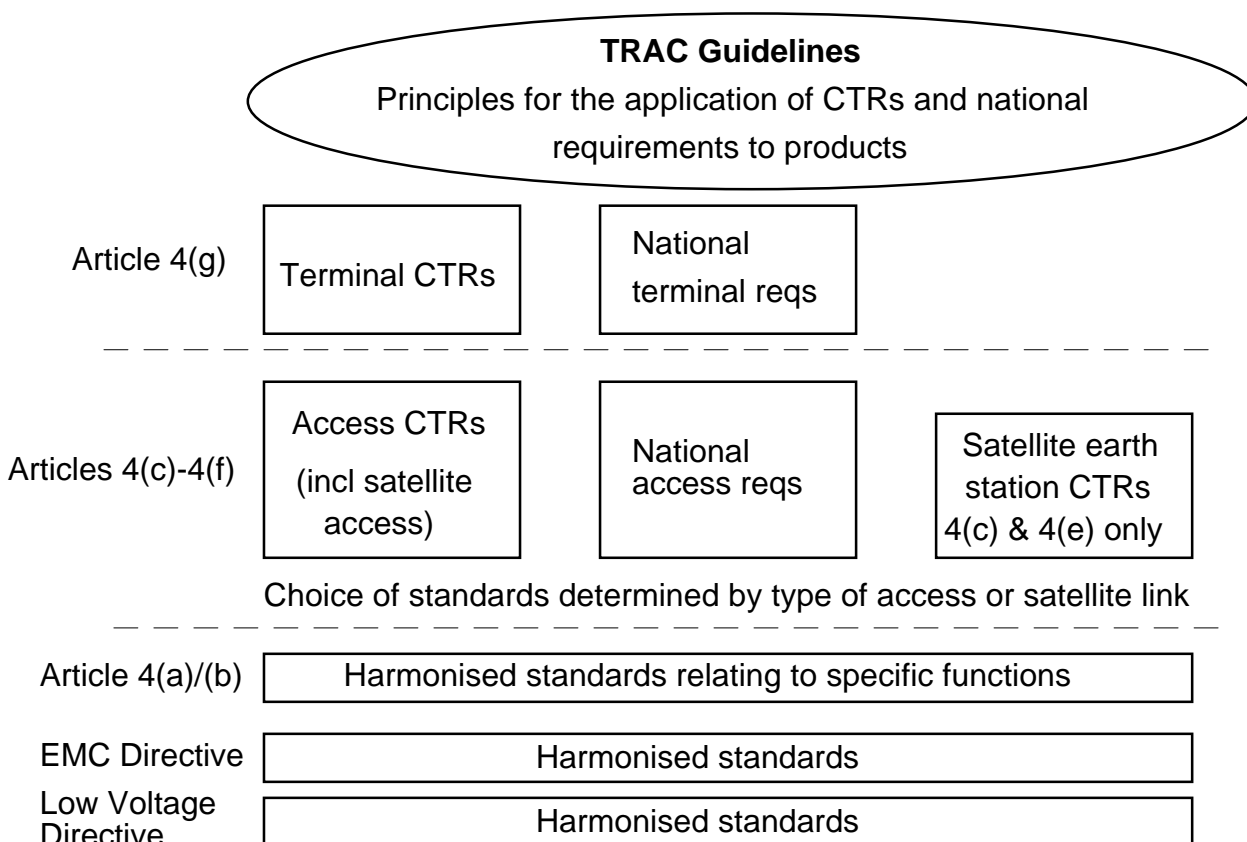 TRAC Guidelines
Principles for the application of CTRs and national
requirements to products
Article 4(g)
Terminal CTRs
National
terminal reqs
Articles 4(c)-4(f)
Access CTRs
(incl satellite
access)
National
access reqs
Satellite earth
station CTRs
4(c) & 4(e) only
Choice of standards determined by type of access or satellite link
Article 4(a)/(b)
Harmonised standards relating to specific functions
EMC Directive
Harmonised standards
Low Voltage
Directive
Harmonised standards